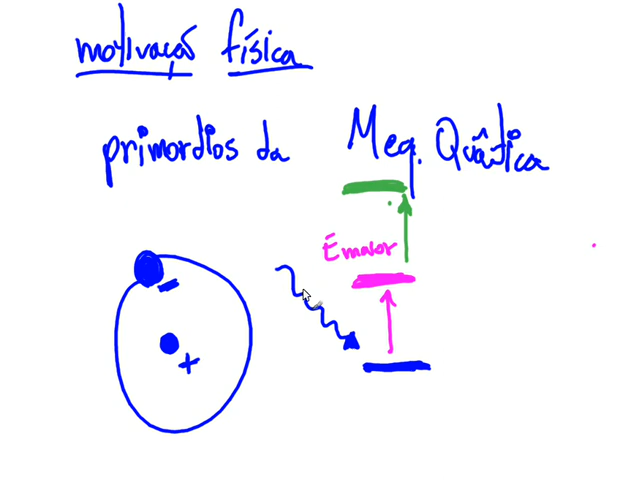 motivação física
primordios da Meq. Quântica
E maior
-
+